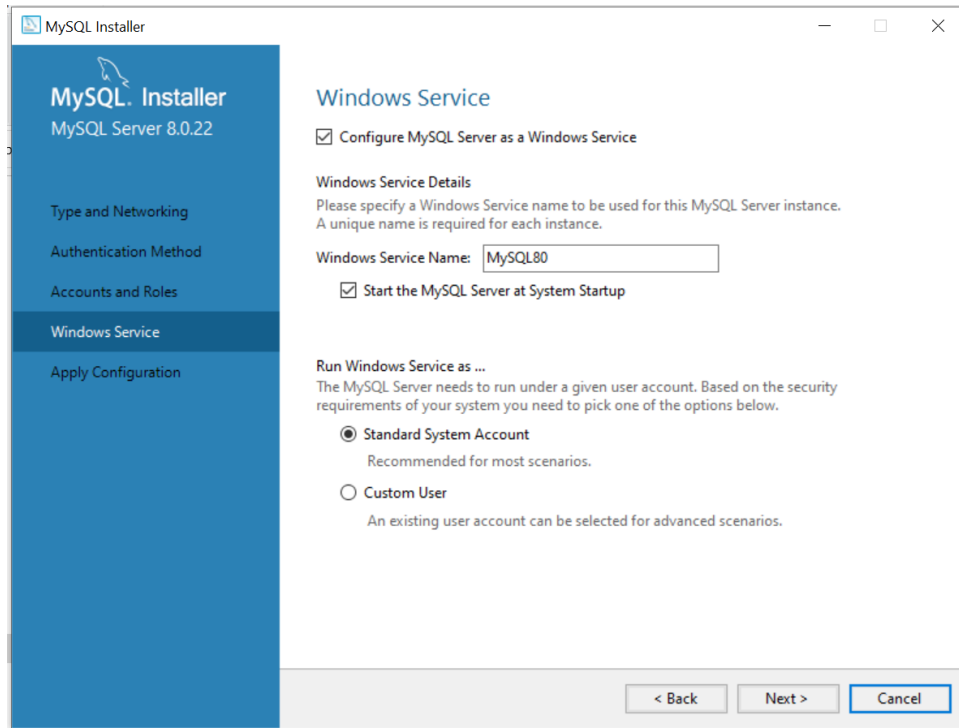 MySQL Installer
MySQL. Installer
MySQL Server 8.0.22
Type and Networking
Authentication Method
Accounts and Roles
Windows Service
Apply Configuration
Windows Service
Configure MySQL Server as a Windows Service
Windows Service Details
Please specify a Windows Service name to be used for this MySQL Server instance.
A unique name is required for each instance.
Windows Service Name: MySQL80
Start the MySQL Server at System Startup
Run Windows Service as ...
The MySQL Server needs to run under a given user account. Based on the security
requirements of your system you need to pick one of the options below.
Standard System Account
Recommended for most scenarios.
Custom User
An existing user account can be selected for advanced scenarios.
< Back Next > Cancel